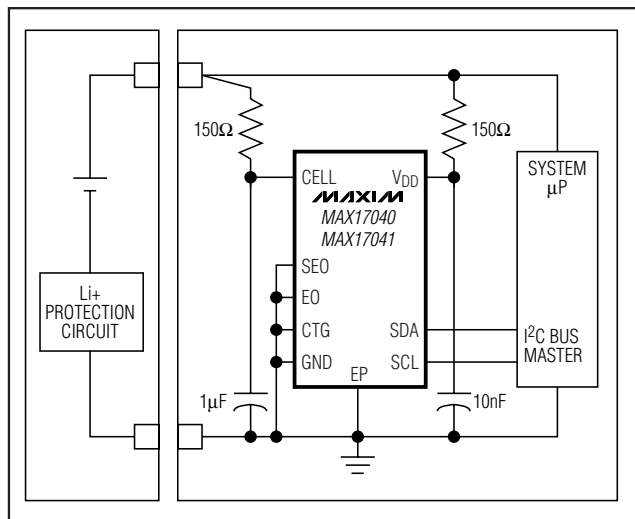 150Ω
150Ω
CELL
VDD
MAXIM
MAX17040
MAX17041
SYSTEM
µP
SEO
EO
CTG
GND
SDA
SCL
EP
I²C BUS
MASTER
Li+
PROTECTION
CIRCUIT
1µF
10nF